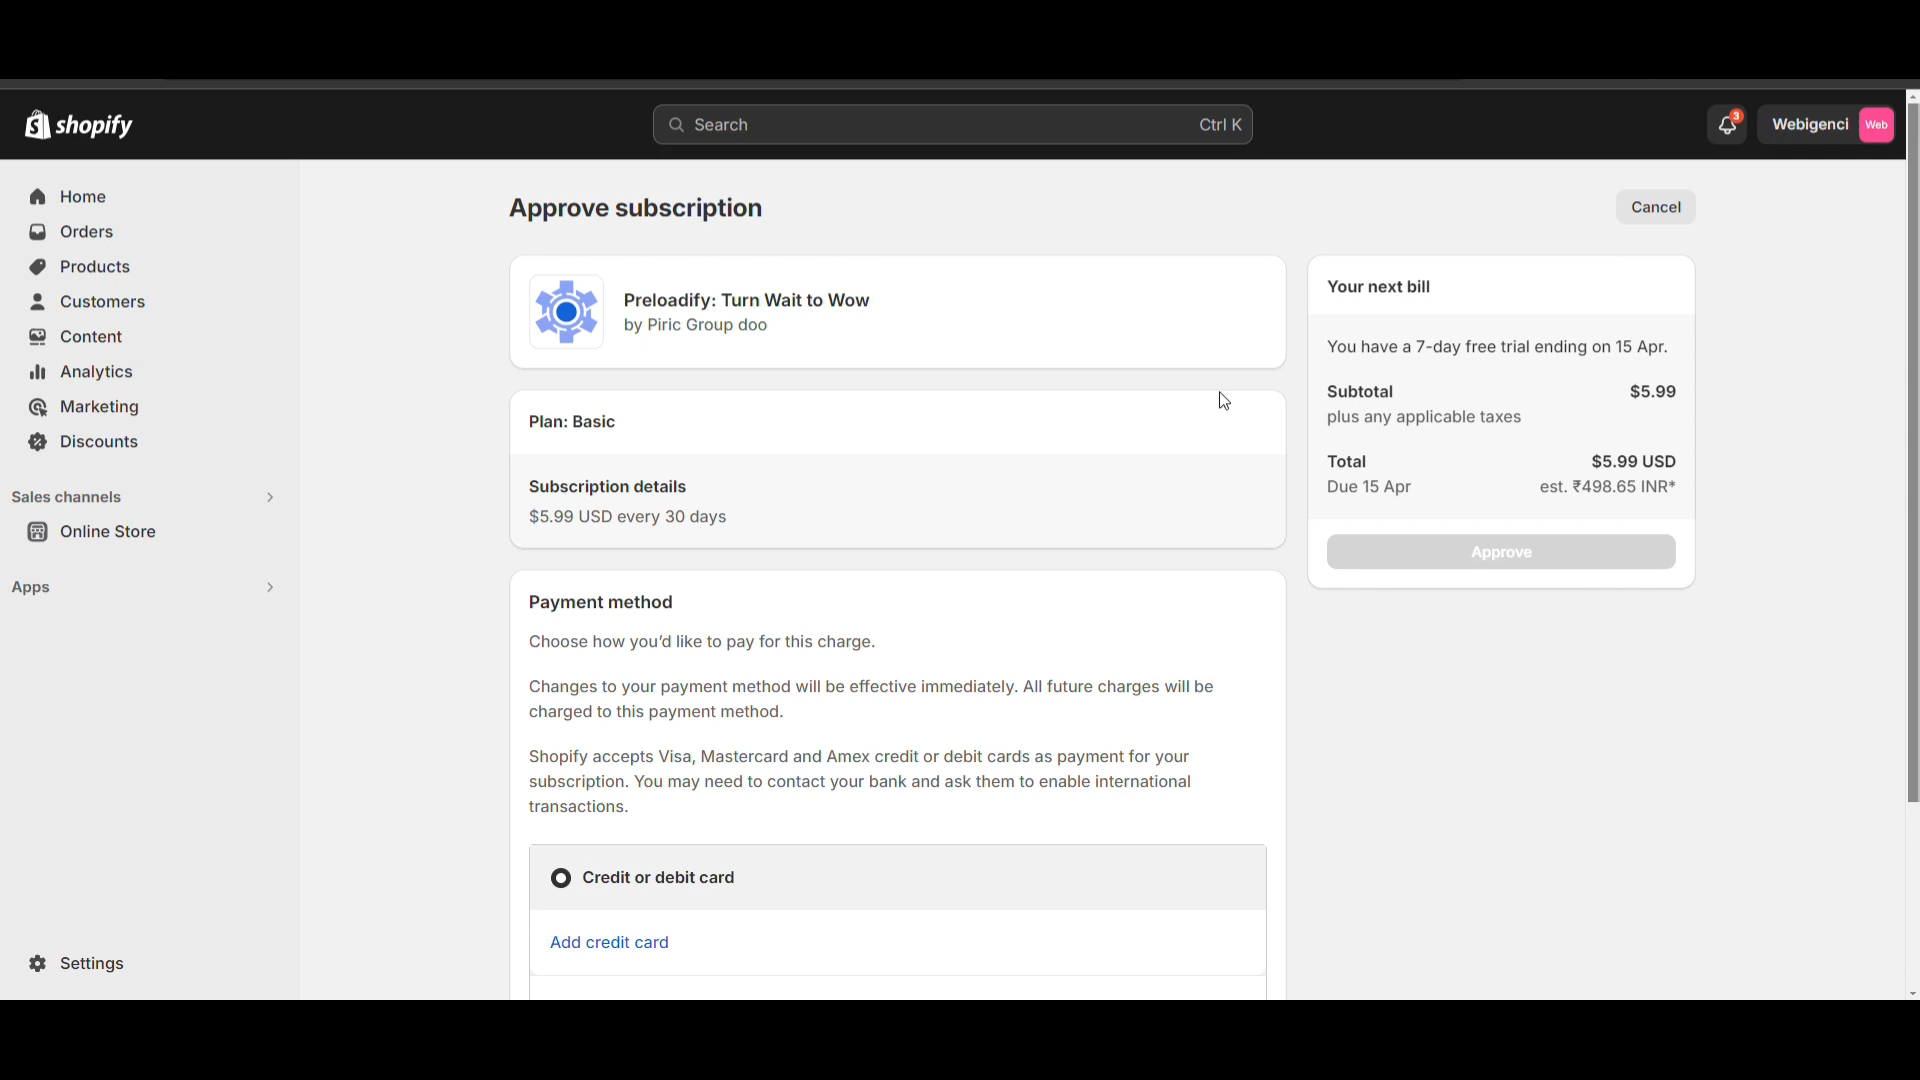 shopify
Search
Ctrl K
3
Webigenci
Web
Home
Orders
Products
Customers
Content
Analytics
Marketing
Discounts
Sales channels
Online Store
Apps
Settings
Approve subscription
Cancel
Preloadify: Turn Wait to Wow
by Piric Group doo
Plan: Basic
Subscription details
$5.99 USD every 30 days
Payment method
Choose how you’d like to pay for this charge.
Changes to your payment method will be effective immediately. All future charges will be
charged to this payment method.
Shopify accepts Visa, Mastercard and Amex credit or debit cards as payment for your
subscription. You may need to contact your bank and ask them to enable international
transactions.
Credit or debit card
Add credit card
Your next bill
You have a 7-day free trial ending on 15 Apr.
Subtotal $5.99
plus any applicable taxes
Total $5.99 USD
Due 15 Apr est. ₹498.65 INR*
Approve